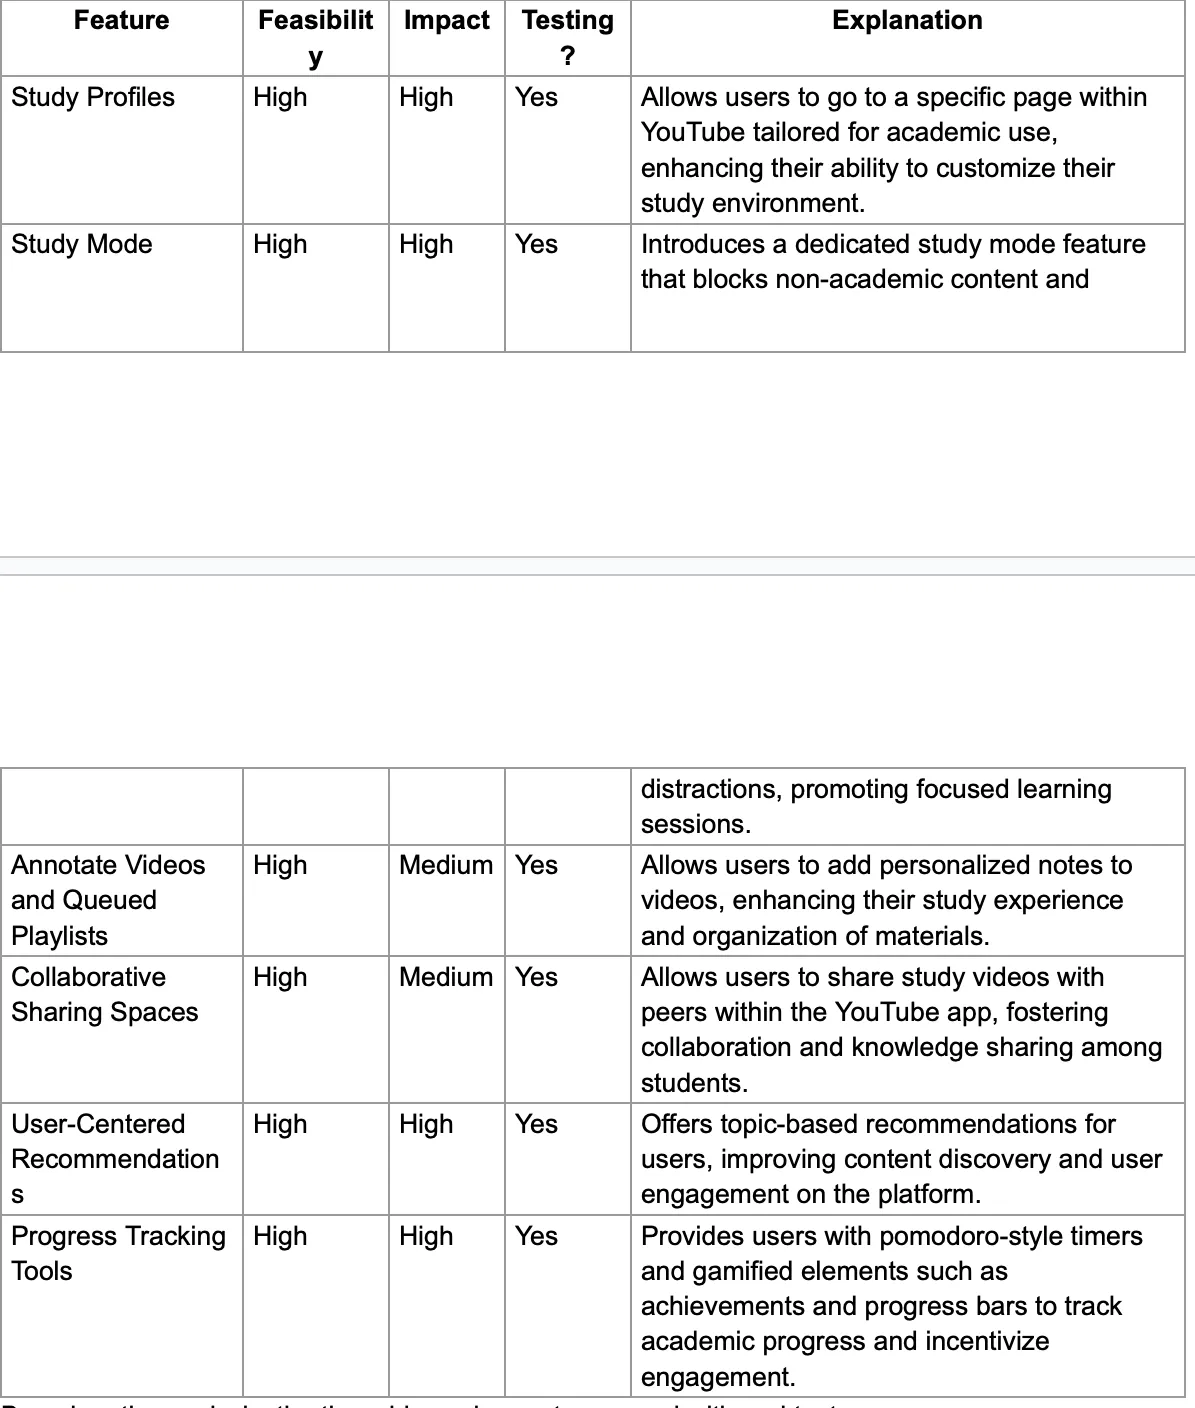 Feature Feasibilit Impact Testing Explanation
y ?
Study Profiles High High Yes Allows users to go to a specific page within
YouTube tailored for academic use,
enhancing their ability to customize their
study environment.
Study Mode High High Yes Introduces a dedicated study mode feature
that blocks non-academic content and
distractions, promoting focused learning
sessions.
Annotate Videos High Medium Yes Allows users to add personalized notes to
and Queued videos, enhancing their study experience
Playlists and organization of materials.
Collaborative High Medium Yes Allows users to share study videos with
Sharing Spaces peers within the YouTube app, fostering
collaboration and knowledge sharing among
students.
User-Centered High High Yes Offers topic-based recommendations for
Recommendation users, improving content discovery and user
s engagement on the platform.
Progress Tracking High High Yes Provides users with pomodoro-style timers
Tools and gamified elements such as
achievements and progress bars to track
academic progress and incentivize
engagement.